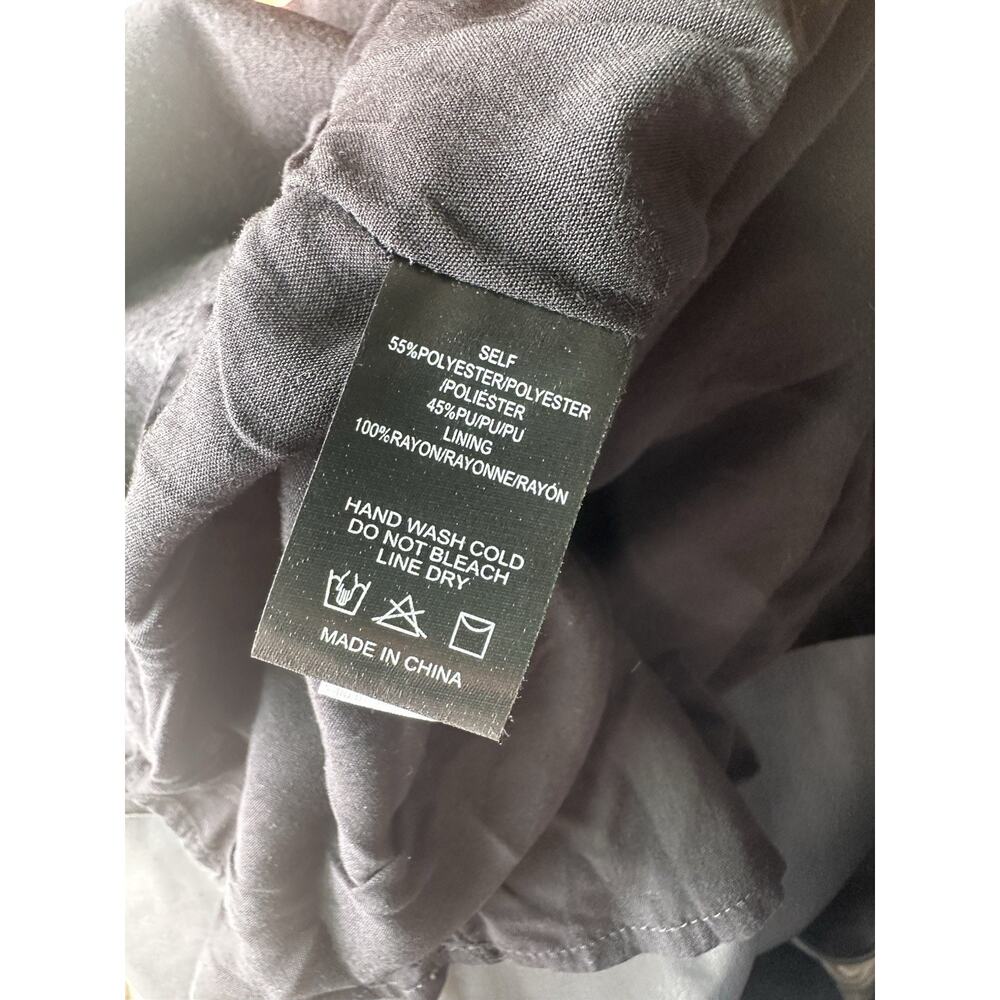 SELF
55%POLYESTER/POLYESTER
/POLIÉSTER
45%PU/PU/PU
LINING
100%RAYON/RAYONNE/RAYÓN
HAND WASH COLD
DO NOT BLEACH
LINE DRY
MADE IN CHINA